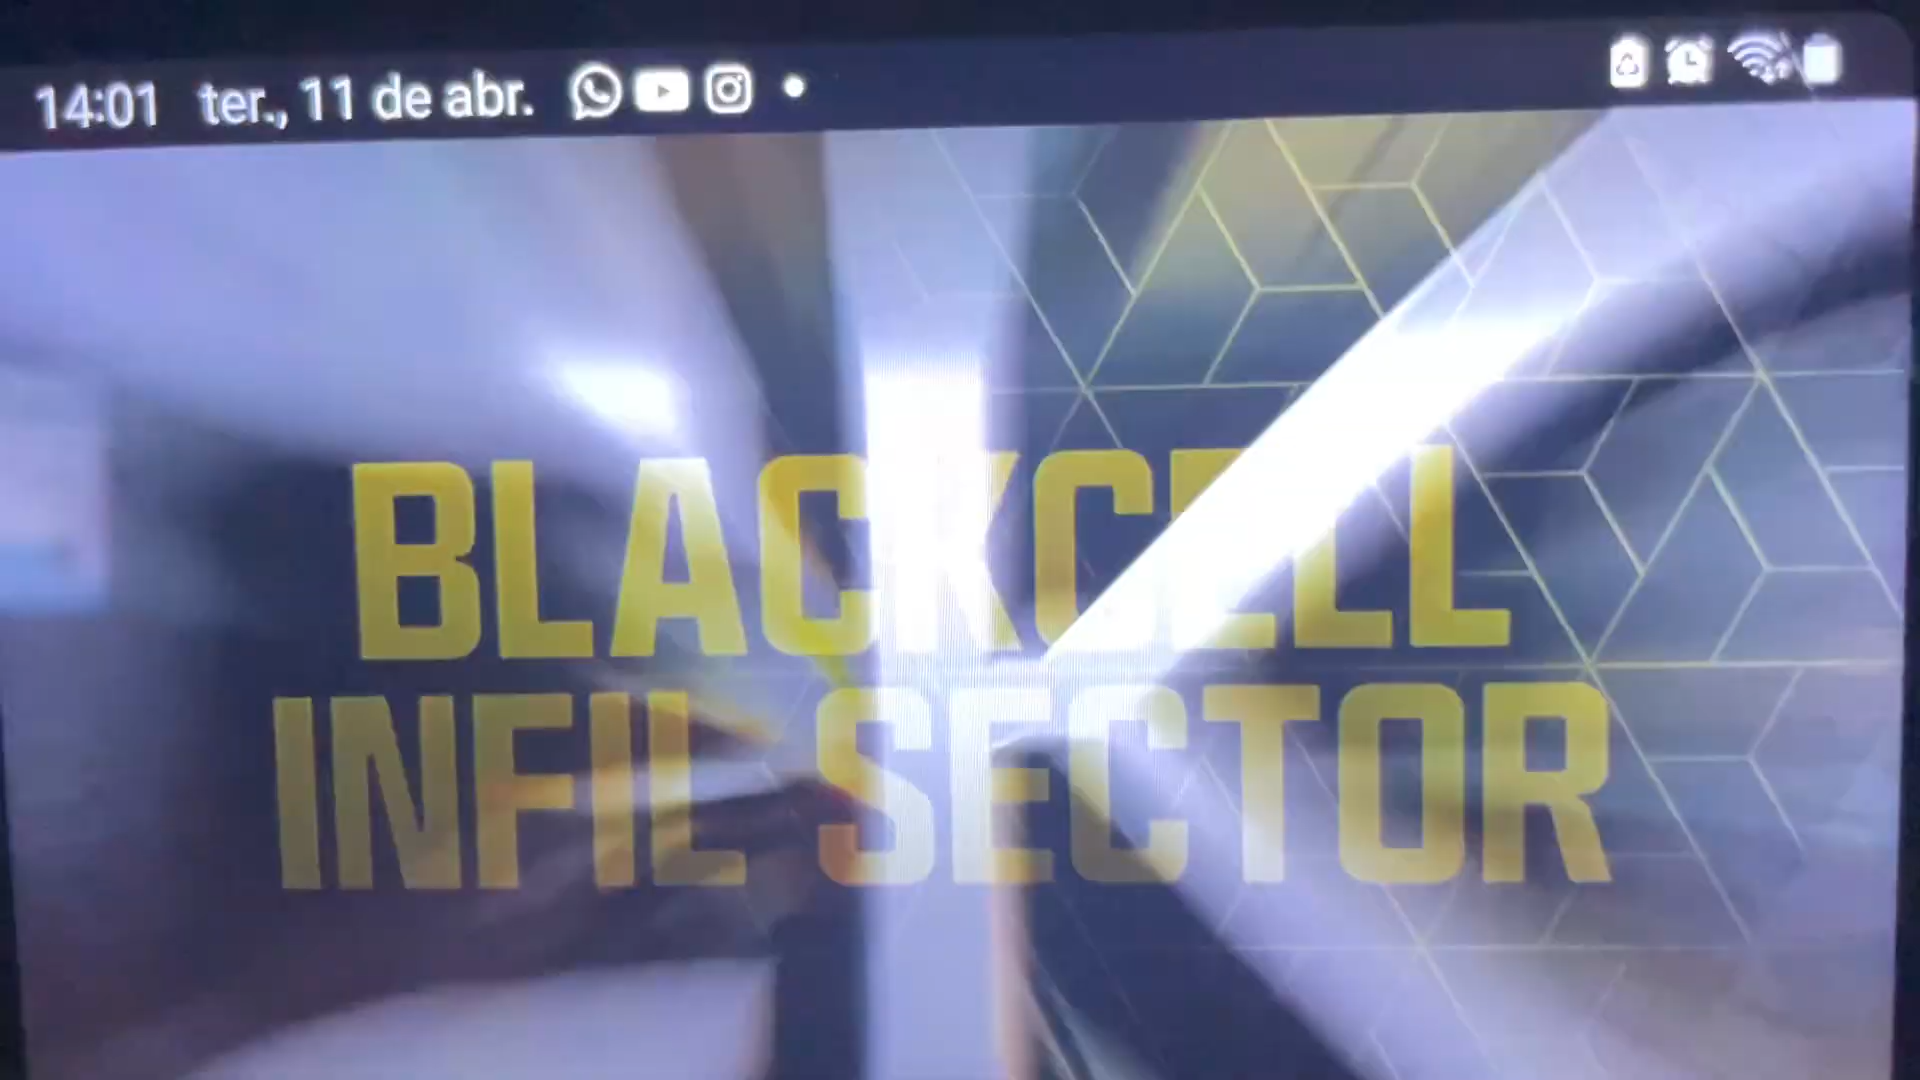 14:01 ter., 11 de abr.
BLACKCELL
INFIL SECTOR